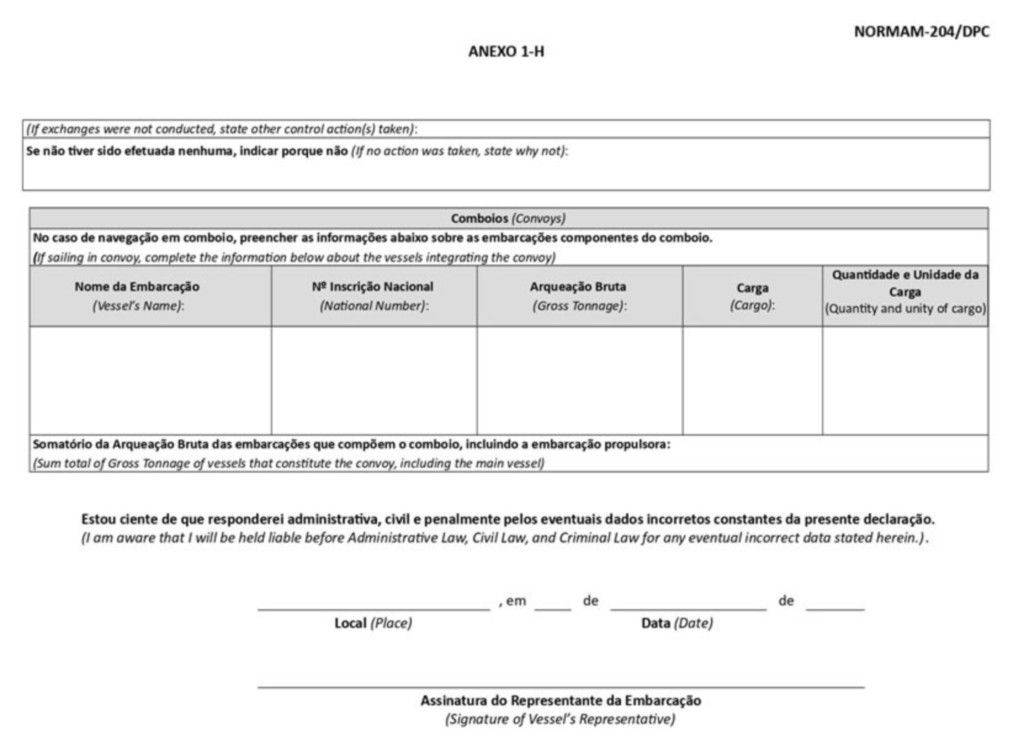 NORMAM-204/DPC
ANEXO 1-H
(If exchanges were not conducted, state other control action(s) taken):
Se não tiver sido efetuada nenhuma, indicar porque não (If no action was taken, state why not):
Comboios (Convoys)
No caso de navegação em comboio, preencher as informações abaixo sobre as embarcações componentes do comboio.
(If sailing in convoy, complete the information below about the vessels integrating the convoy)
Nome da Embarcação
(Vessel's Name):
Nº Inscrição Nacional
(National Number):
Arqueação Bruta
(Gross Tonnage):
Carga
(Cargo):
Quantidade e Unidade da
Carga
(Quantity and unity of cargo)
Somatório da Arqueação Bruta das embarcações que compõem o comboio, incluindo a embarcação propulsora:
(Sum total of Gross Tonnage of vessels that constitute the convoy, including the main vessel)
Estou ciente de que responderei administrativa, civil e penalmente pelos eventuais dados incorretos constantes da presente declaração.
(I am aware that I will be held liable before Administrative Law, Civil Law, and Criminal Law for any eventual incorrect data stated herein.).
, em ____ de ____ de ____
Local (Place) Data (Date)
Assinatura do Representante da Embarcação
(Signature of Vessel's Representative)